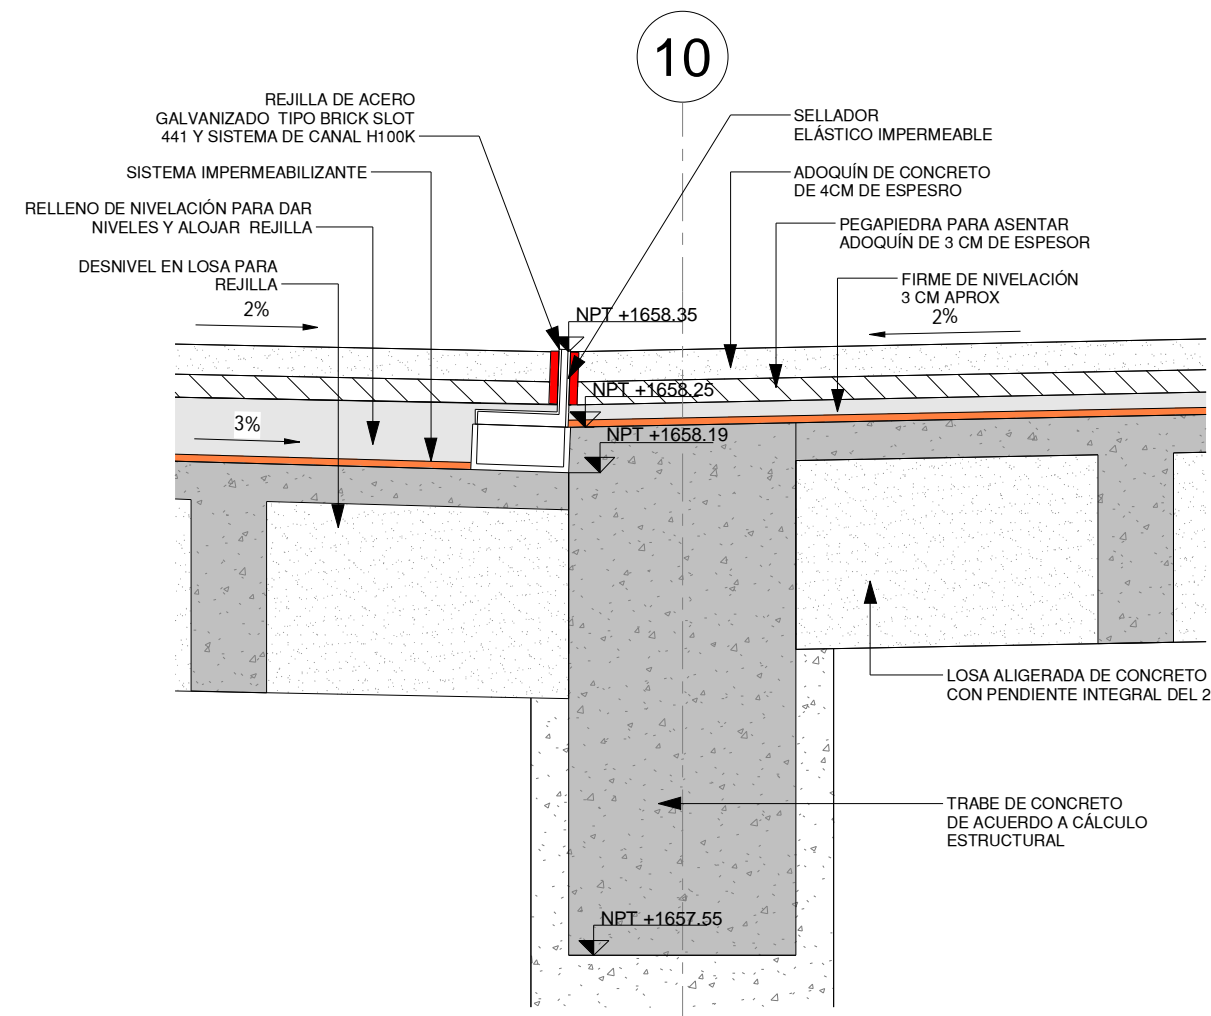 10
REJILLA DE ACERO
GALVANIZADO TIPO BRICK SLOT
441 Y SISTEMA DE CANAL H100K
SISTEMA IMPERMEABILIZANTE
RELLENO DE NIVELACIÓN PARA DAR
NIVELES Y ALOJAR REJILLA
DESNIVEL EN LOSA PARA
REJILLA
2%
SELLADOR
ELÁSTICO IMPERMEABLE
ADOQUÍN DE CONCRETO
DE 4CM DE ESPESRO
PEGAPIEDRA PARA ASENTAR
ADOQUÍN DE 3 CM DE ESPESOR
FIRME DE NIVELACIÓN
3 CM APROX
2%
NPT +1658.35
NPT +1658.25
3%
NPT +1658.19
LOSA ALIGERADA DE CONCRETO
CON PENDIENTE INTEGRAL DEL 2
TRABE DE CONCRETO
DE ACUERDO A CÁLCULO
ESTRUCTURAL
NPT +1657.55